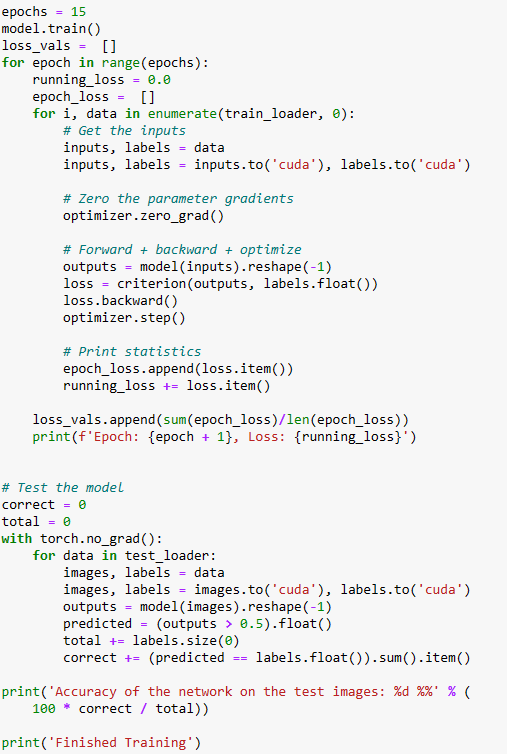 epochs = 15
model.train()
loss_vals =  []
for epoch in range(epochs):
    running_loss = 0.0
    epoch_loss =  []
    for i, data in enumerate(train_loader, 0):
        # Get the inputs
        inputs, labels = data
        inputs, labels = inputs.to('cuda'), labels.to('cuda')

        # Zero the parameter gradients
        optimizer.zero_grad()

        # Forward + backward + optimize
        outputs = model(inputs).reshape(-1)
        loss = criterion(outputs, labels.float())
        loss.backward()
        optimizer.step()

        # Print statistics
        epoch_loss.append(loss.item())
        running_loss += loss.item()

    loss_vals.append(sum(epoch_loss)/len(epoch_loss))
    print(f'Epoch: {epoch + 1}, Loss: {running_loss}')


# Test the model
correct = 0
total = 0
with torch.no_grad():
    for data in test_loader:
        images, labels = data
        images, labels = images.to('cuda'), labels.to('cuda')
        outputs = model(images).reshape(-1)
        predicted = (outputs > 0.5).float()
        total += labels.size(0)
        correct += (predicted == labels.float()).sum().item()

print('Accuracy of the network on the test images: %d %%' % (
    100 * correct / total))

print('Finished Training')